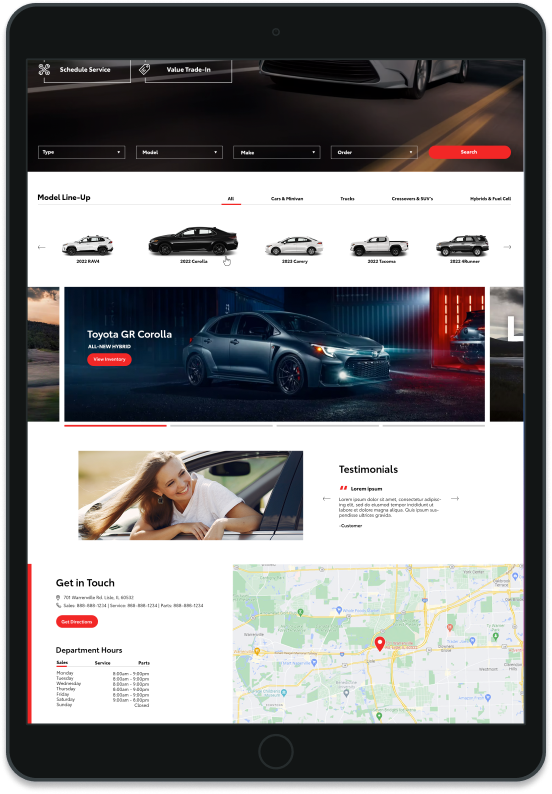 Schedule Service
Value Trade-In
Type
Model
Make
Order
Search
Model Line-Up
All
Cars & Minivan
Trucks
Crossovers & SUV's
Hybrids & Fuel Cell
2022 RAV4
2022 Corolla
2023 Camry
2022 Tacoma
2022 4Runner
Toyota GR Corolla
ALL-NEW HYBRID
View Inventory
L
Testimonials
Lorem ipsum
Lorem ipsum dolor sit amet, consectetur adipisc-
ing elit, sed do eiusmod tempor incididunt ut
labore et dolore magna aliqua. Quis ipsum sus-
pendisse ultrices gravida.
-Customer
Get in Touch
701 Warrenville Rd, Lisle, IL 60532
Sales: 888-888-1234 | Service: 888-888-1234 | Parts: 888-888-1234
Get Directions
Department Hours
Sales
Service
Parts
Monday 8:00am - 9:00pm
Tuesday 8:00am - 9:00pm
Wednesday 8:00am - 9:00pm
Thursday 8:00am - 9:00pm
Friday 8:00am - 9:00pm
Saturday 9:00am - 6:00pm
Sunday Closed